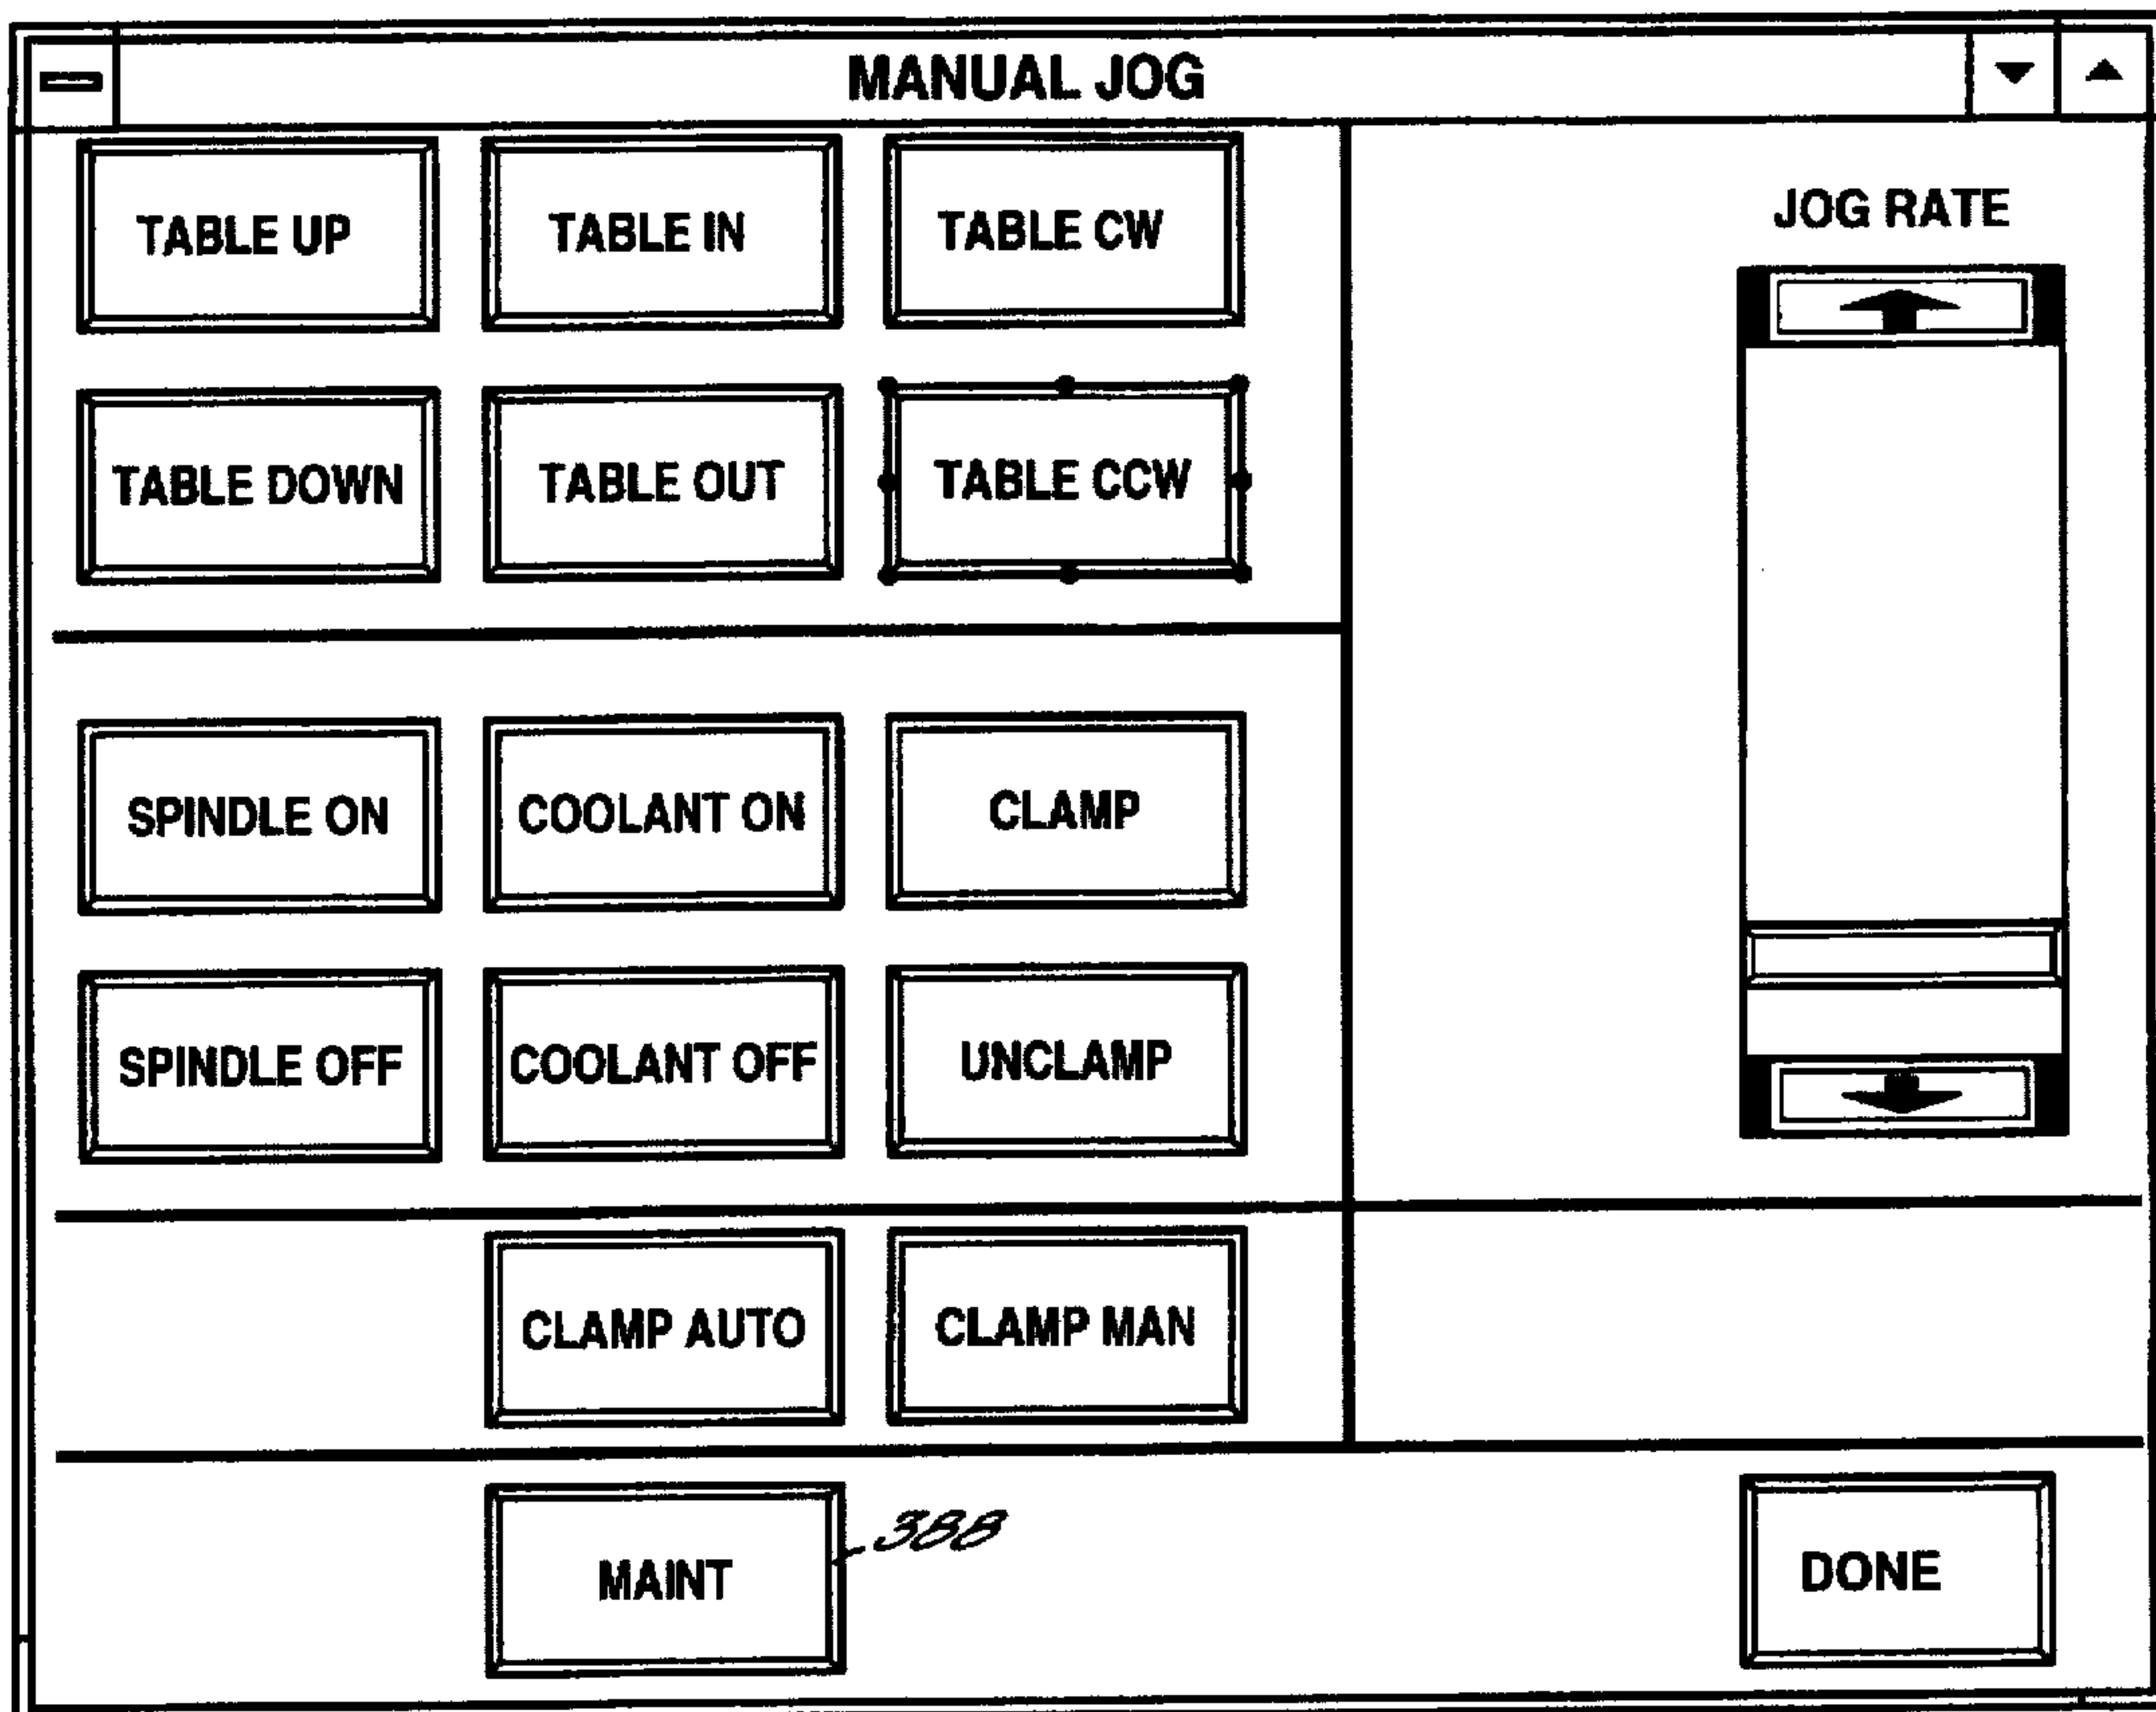 MANUAL JOG
TABLE UP
TABLE IN
TABLE CW
JOG RATE
TABLE DOWN
TABLE OUT
TABLE CCW
SPINDLE ON
COOLANT ON
CLAMP
SPINDLE OFF
COOLANT OFF
UNCLAMP
CLAMP AUTO
CLAMP MAN
MAINT
388
DONE